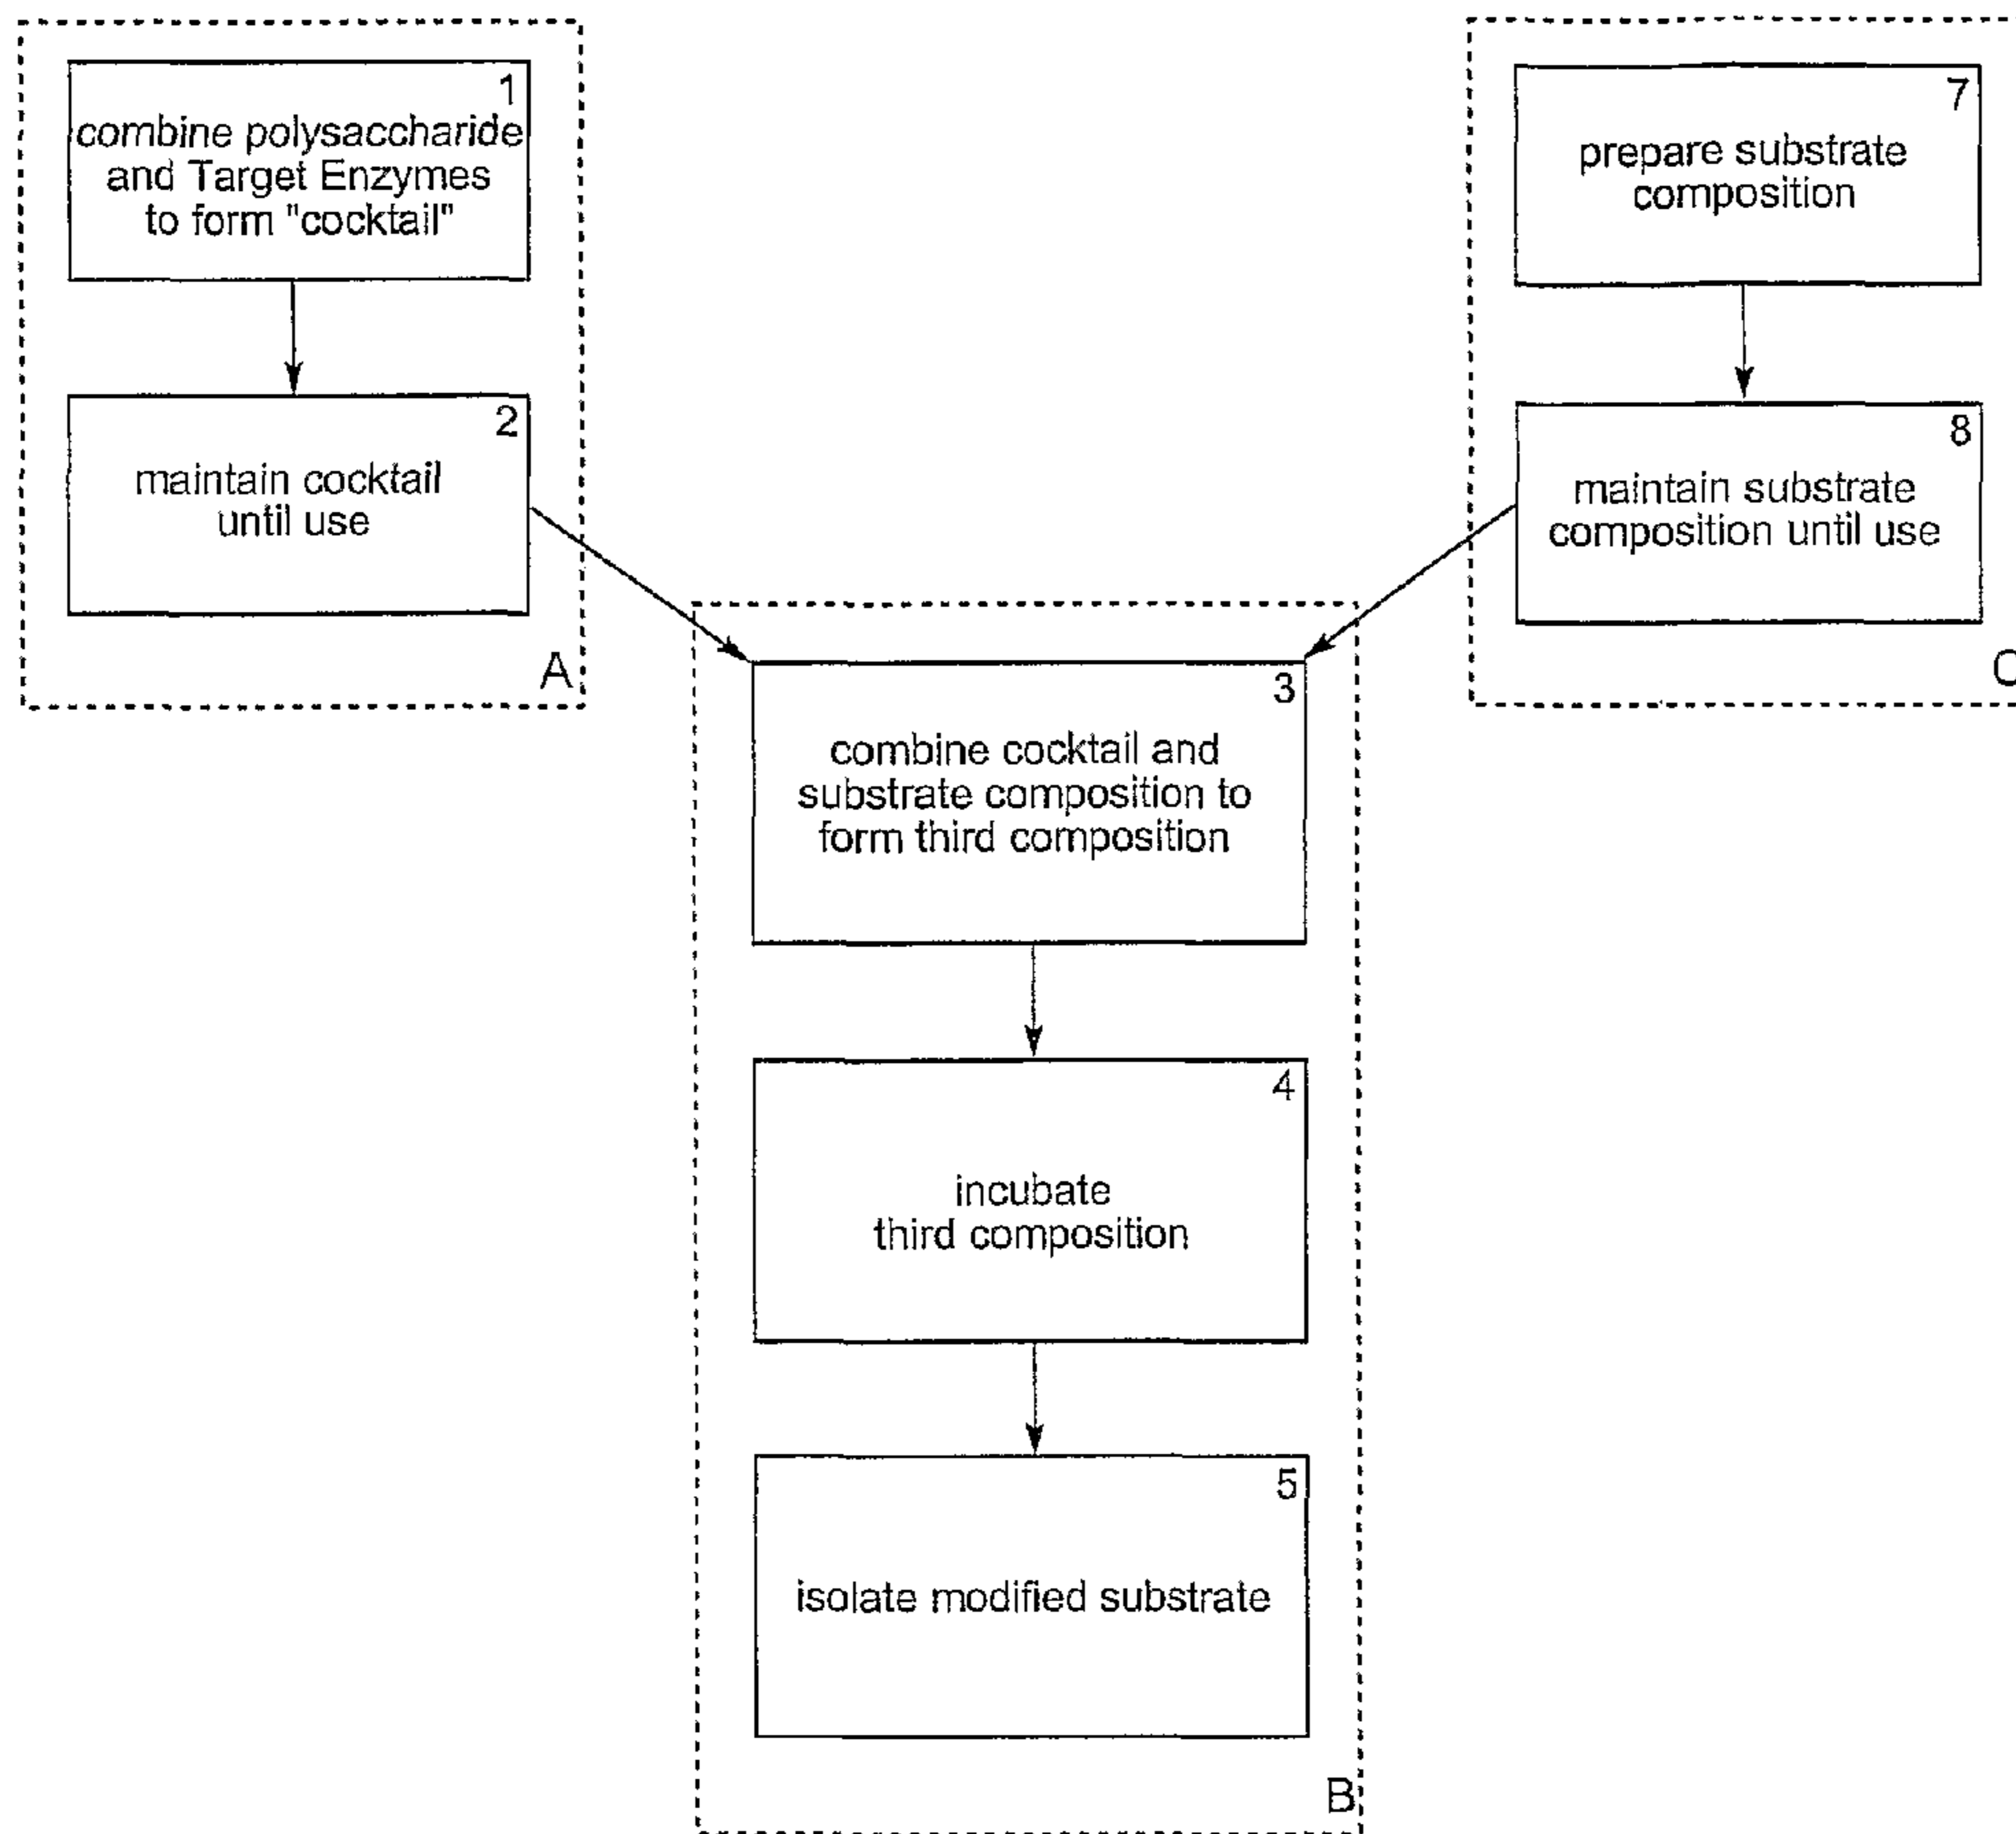 1
combine polysaccharide
and Target Enzymes
to form "cocktail"
2
maintain cocktail
until use
A
7
prepare substrate
composition
8
maintain substrate
composition until use
C
3
combine cocktail and
substrate composition to
form third composition
4
incubate
third composition
5
isolate modified substrate
B